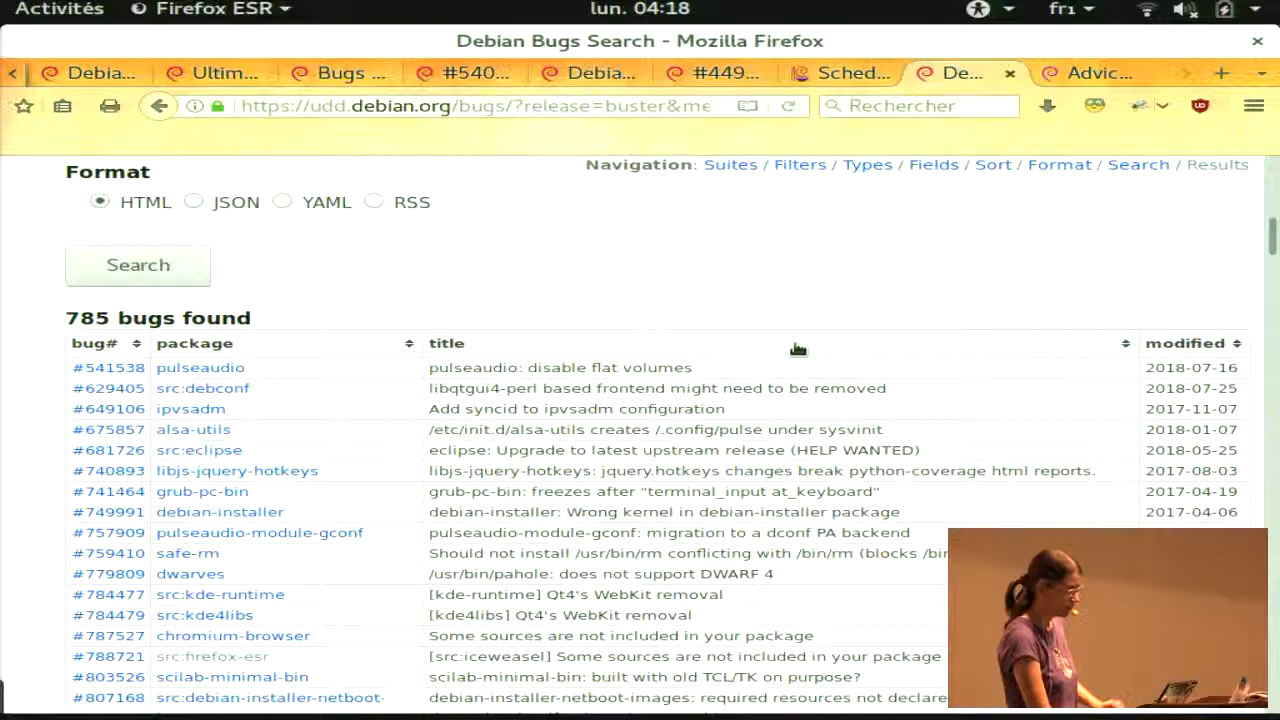 Activités Firefox ESR lun. 04:18 fr1
Debian Bugs Search - Mozilla Firefox ×
Debia... Ultim... Bugs ... #540... Debia... #449... Sched... De... × Advic...
https://udd.debian.org/bugs/?release=buster&me Rechercher
Navigation: Suites / Filters / Types / Fields / Sort / Format / Search / Results
Format
HTML JSON YAML RSS
Search
785 bugs found
bug# package title modified
#541538 pulseaudio pulseaudio: disable flat volumes 2018-07-16
#629405 src:debconf libqtgui4-perl based frontend might need to be removed 2018-07-25
#649106 ipvsadm Add syncid to ipvsadm configuration 2017-11-07
#675857 alsa-utils /etc/init.d/alsa-utils creates /.config/pulse under sysvinit 2018-01-07
#681726 src:eclipse eclipse: Upgrade to latest upstream release (HELP WANTED) 2018-05-25
#740893 libjs-jquery-hotkeys libjs-jquery-hotkeys: jquery.hotkeys changes break python-coverage html reports. 2017-08-03
#741464 grub-pc-bin grub-pc-bin: freezes after "terminal_input at_keyboard" 2017-04-19
#749991 debian-installer debian-installer: Wrong kernel in debian-installer package 2017-04-06
#757909 pulseaudio-module-gconf pulseaudio-module-gconf: migration to a dconf PA backend
#759410 safe-rm Should not install /usr/bin/rm conflicting with /bin/rm (blocks /bin
#779809 dwarves /usr/bin/pahole: does not support DWARF 4
#784477 src:kde-runtime [kde-runtime] Qt4's WebKit removal
#784479 src:kde4libs [kde4libs] Qt4's WebKit removal
#787527 chromium-browser Some sources are not included in your package
#788721 src:firefox-esr [src:iceweasel] Some sources are not included in your package
#803526 scilab-minimal-bin scilab-minimal-bin: built with old TCL/TK on purpose?
#807168 src:debian-installer-netboot- debian-installer-netboot-images: required resources not declare